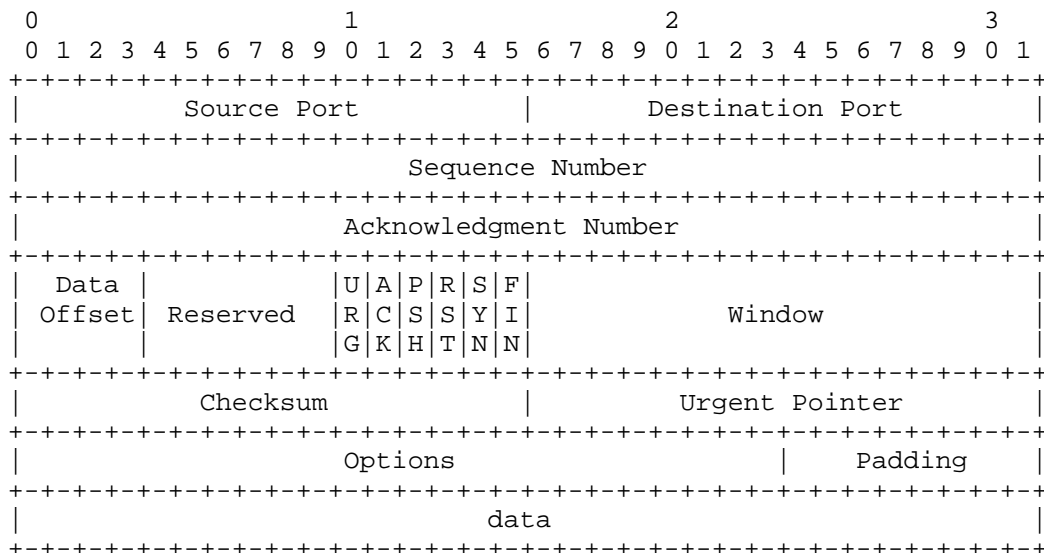 0                   1                   2                   3
 0 1 2 3 4 5 6 7 8 9 0 1 2 3 4 5 6 7 8 9 0 1 2 3 4 5 6 7 8 9 0 1
+-+-+-+-+-+-+-+-+-+-+-+-+-+-+-+-+-+-+-+-+-+-+-+-+-+-+-+-+-+-+-+-+
|          Source Port          |       Destination Port        |
+-+-+-+-+-+-+-+-+-+-+-+-+-+-+-+-+-+-+-+-+-+-+-+-+-+-+-+-+-+-+-+-+
|                        Sequence Number                        |
+-+-+-+-+-+-+-+-+-+-+-+-+-+-+-+-+-+-+-+-+-+-+-+-+-+-+-+-+-+-+-+-+
|                    Acknowledgment Number                      |
+-+-+-+-+-+-+-+-+-+-+-+-+-+-+-+-+-+-+-+-+-+-+-+-+-+-+-+-+-+-+-+-+
|  Data |           |U|A|P|R|S|F|                               |
| Offset| Reserved  |R|C|S|S|Y|I|            Window             |
|       |           |G|K|H|T|N|N|                               |
+-+-+-+-+-+-+-+-+-+-+-+-+-+-+-+-+-+-+-+-+-+-+-+-+-+-+-+-+-+-+-+-+
|           Checksum            |         Urgent Pointer        |
+-+-+-+-+-+-+-+-+-+-+-+-+-+-+-+-+-+-+-+-+-+-+-+-+-+-+-+-+-+-+-+-+
|                    Options                    |    Padding    |
+-+-+-+-+-+-+-+-+-+-+-+-+-+-+-+-+-+-+-+-+-+-+-+-+-+-+-+-+-+-+-+-+
|                             data                              |
+-+-+-+-+-+-+-+-+-+-+-+-+-+-+-+-+-+-+-+-+-+-+-+-+-+-+-+-+-+-+-+-+